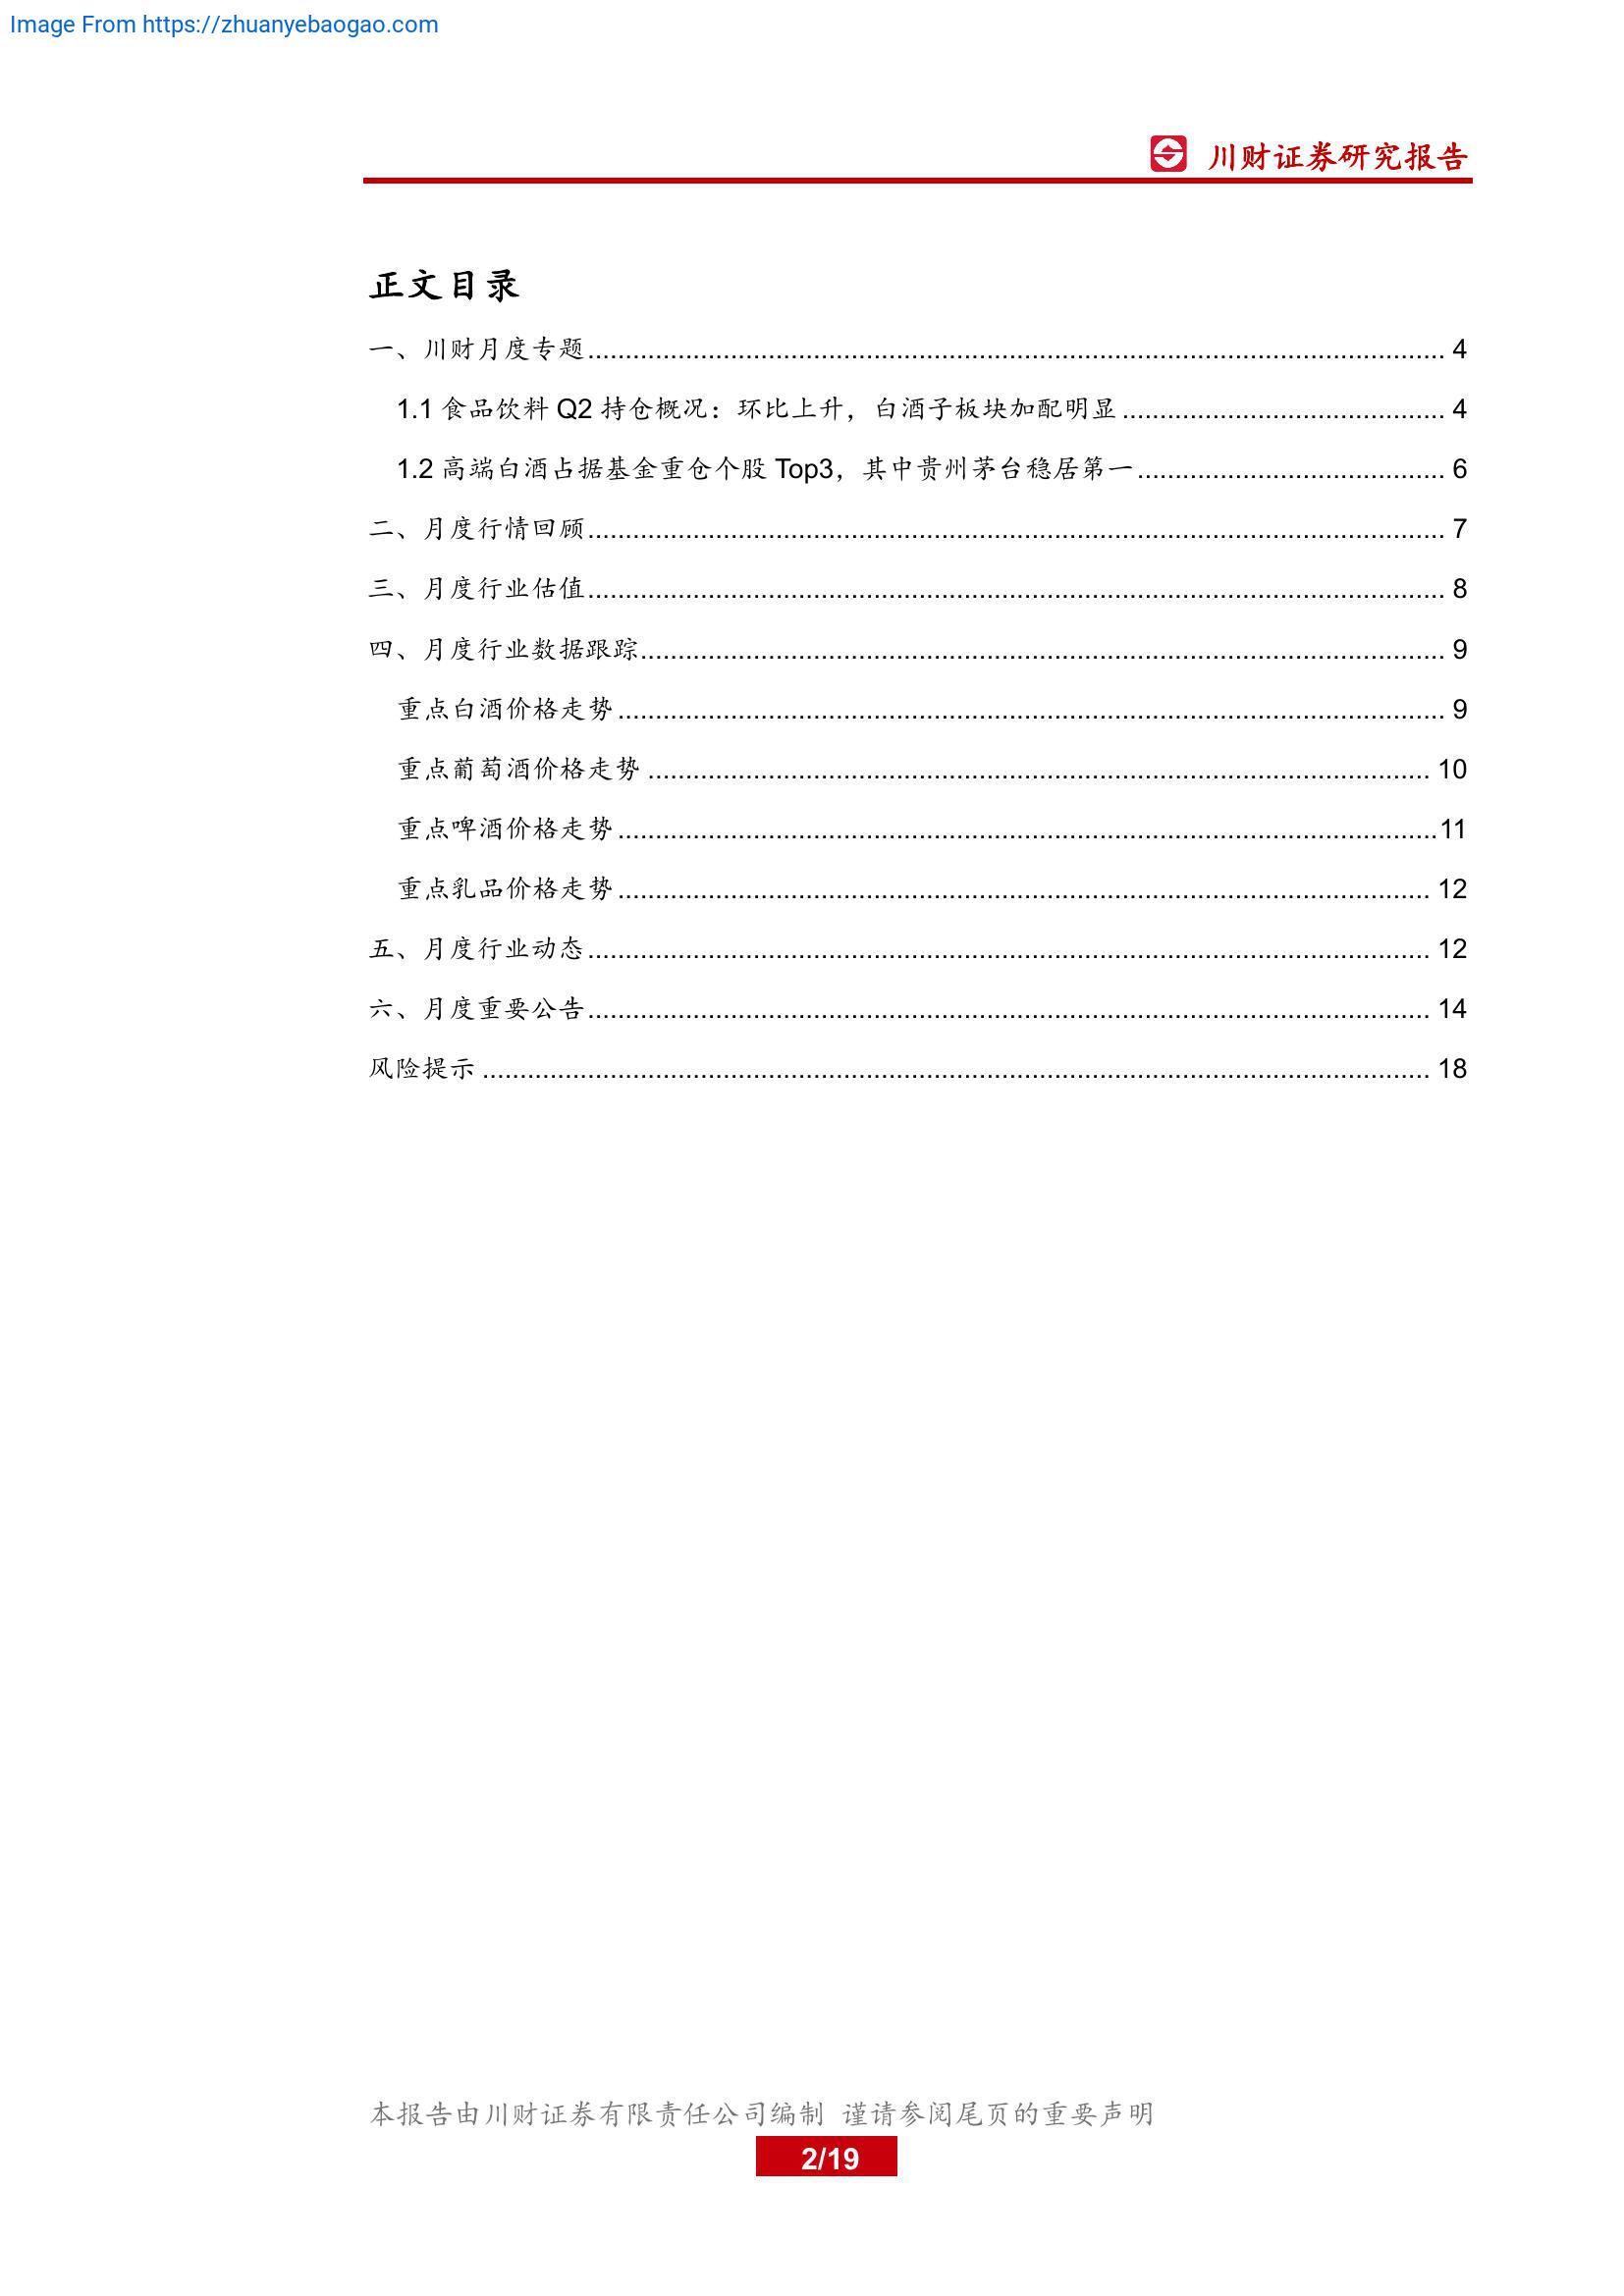 Image From https://zhuanyebaogao.com
川财证券研究报告
正文目录
一、川财月度专题........................................ 4
1.1 食品饮料 Q2 持仓概况：环比上升，白酒子板块加配明显........................................ 4
1.2 高端白酒占据基金重仓个股 Top3，其中贵州茅台稳居第一........................................ 6
二、月度行情回顾........................................ 7
三、月度行业估值........................................ 8
四、月度行业数据跟踪........................................ 9
重点白酒价格走势........................................ 9
重点葡萄酒价格走势........................................ 10
重点啤酒价格走势........................................11
重点乳品价格走势........................................ 12
五、月度行业动态........................................ 12
六、月度重要公告........................................ 14
风险提示........................................ 18
本报告由川财证券有限责任公司编制 谨请参阅尾页的重要声明
2/19